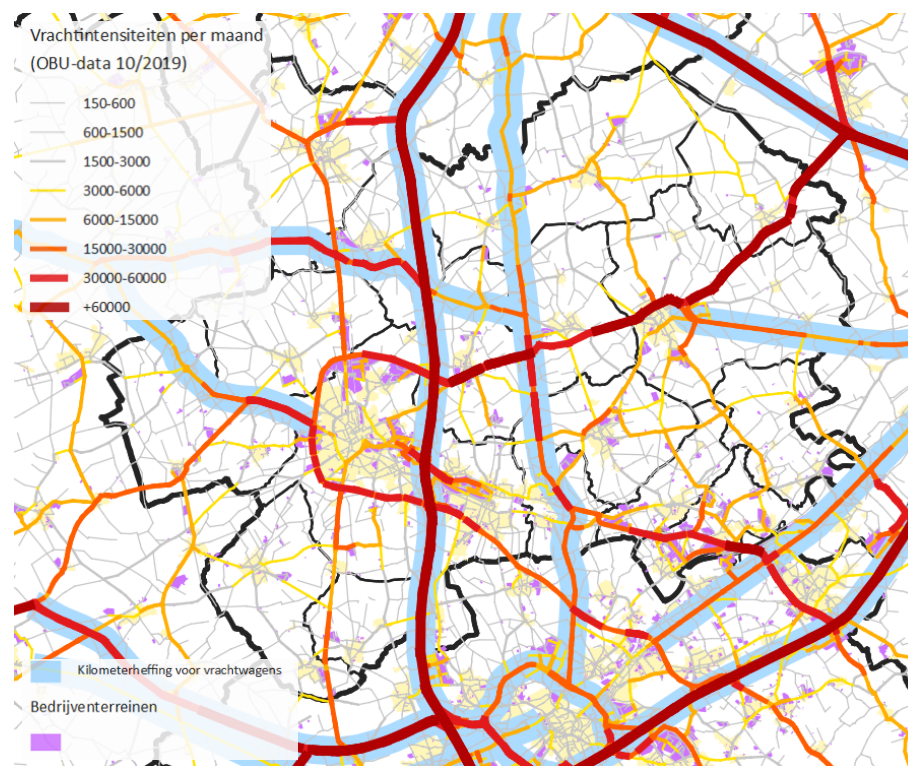 Vrachtintensiteiten per maand
(OBU-data 10/2019)
150-600
600-1500
1500-3000
3000-6000
6000-15000
15000-30000
30000-60000
+60000
Kilometerheffing voor vrachtwagens
Bedrijventerreinen